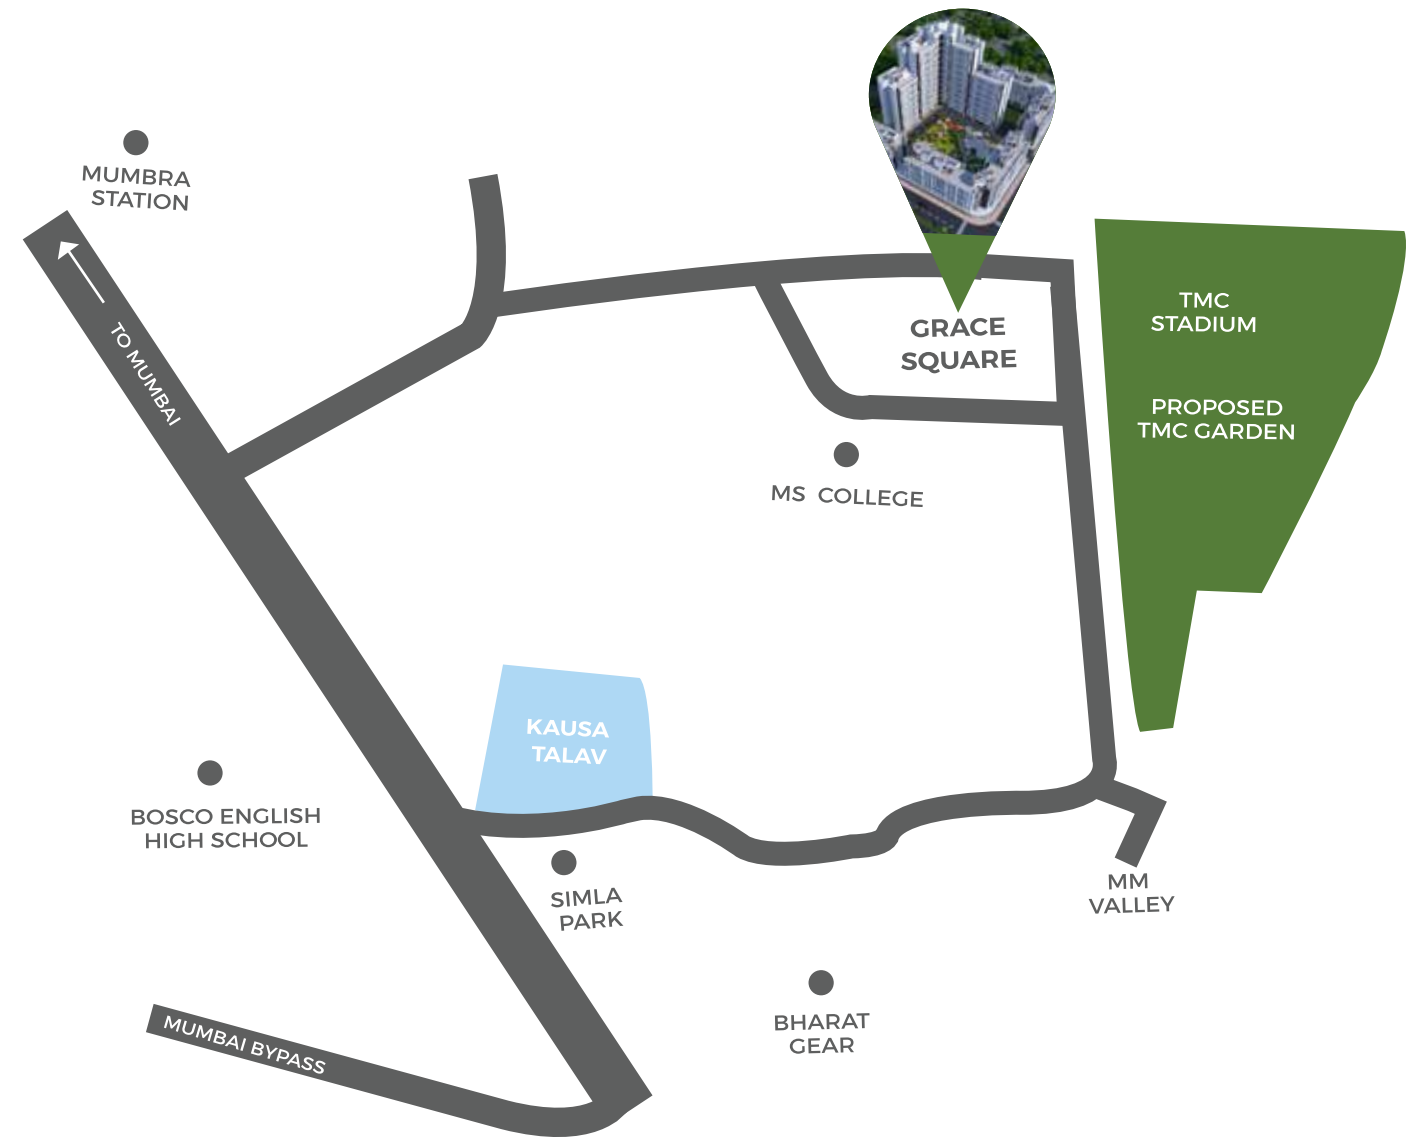 MUMBRA
STATION
TO MUMBAI
GRACE
SQUARE
TMC
STADIUM
PROPOSED
TMC GARDEN
MS COLLEGE
KAUSA
TALAV
BOSCO ENGLISH
HIGH SCHOOL
SIMLA
PARK
MM
VALLEY
BHARAT
GEAR
MUMBAI BYPASS